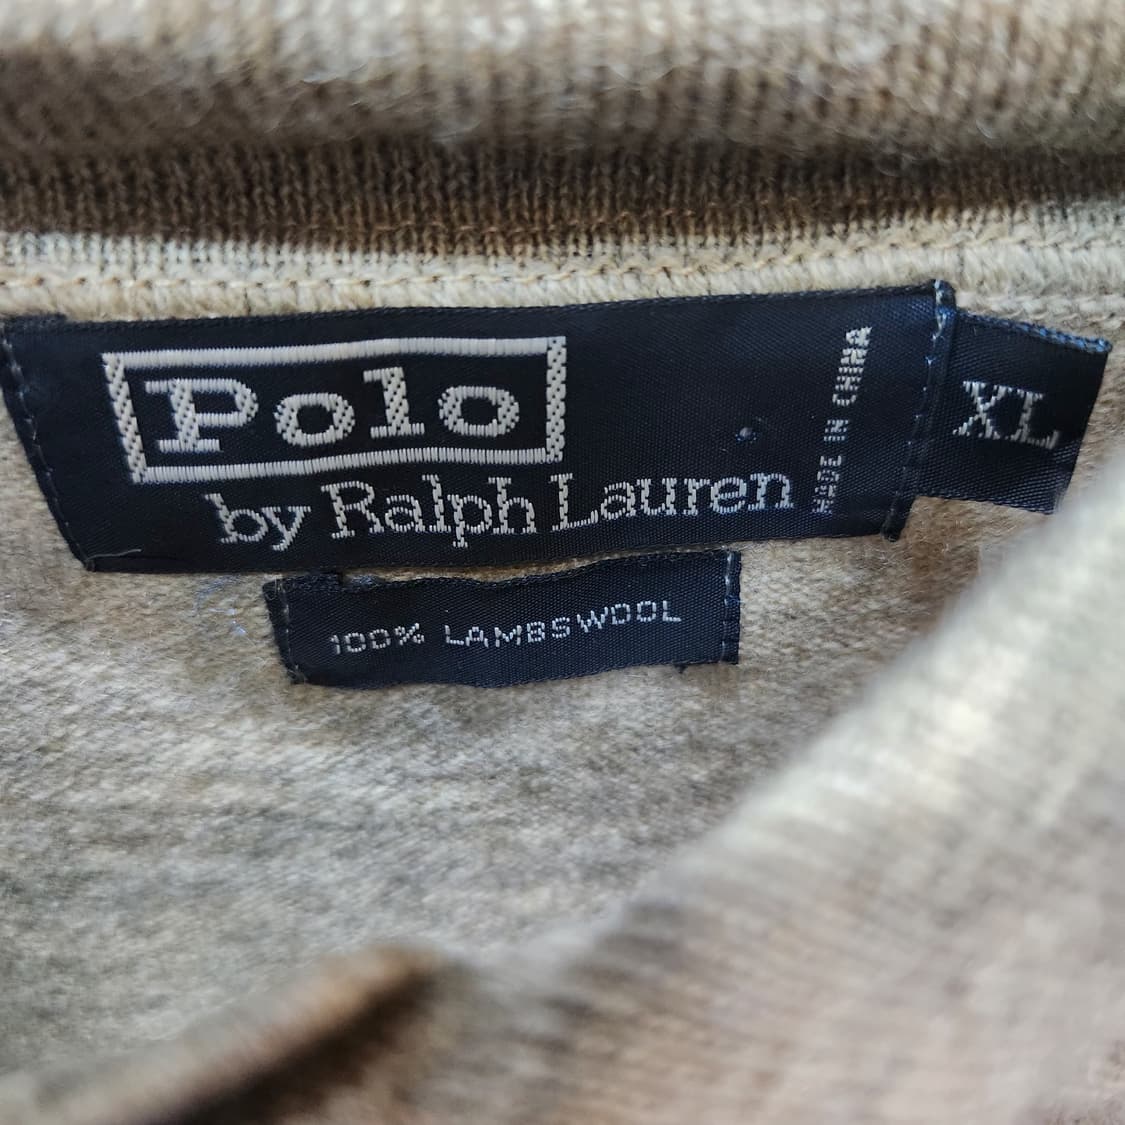 Polo
by Ralph Lauren
MADE IN CHINA
XL
100% LAMBSWOOL